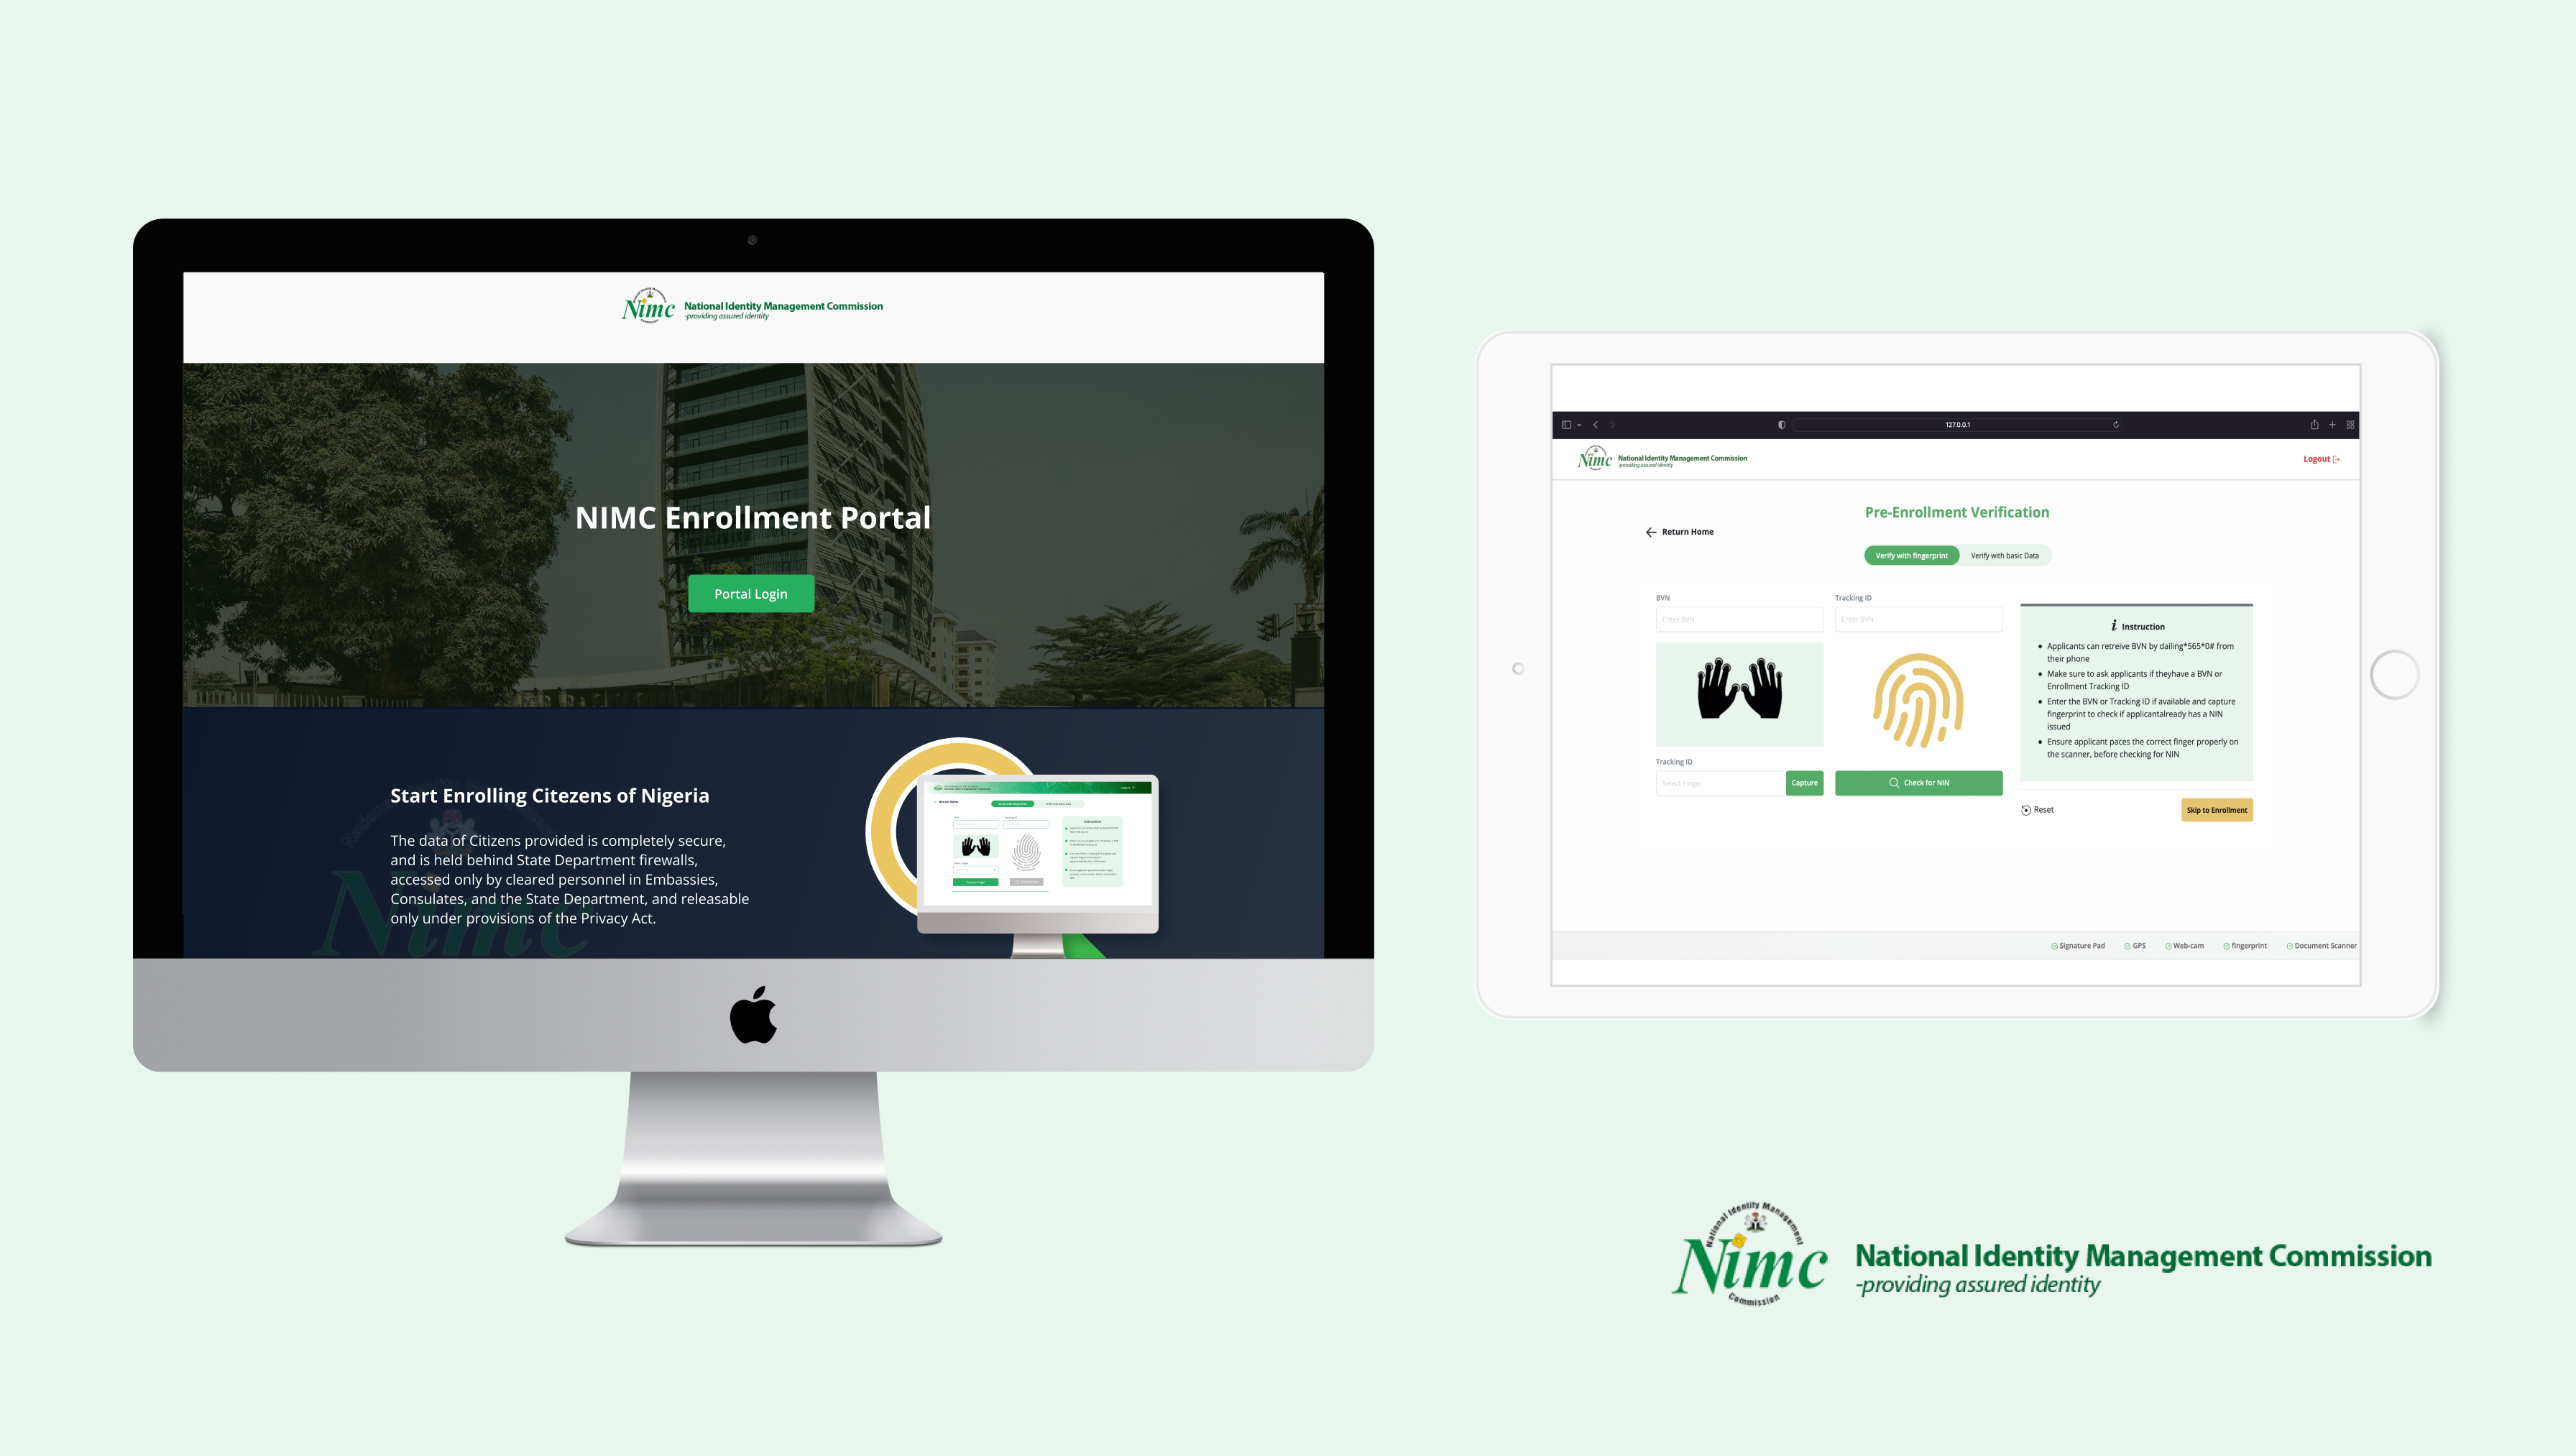 Nimc
National Identity Management Commission
-providing assured identity
NIMC Enrollment Portal
Portal Login
Start Enrolling Citezens of Nigeria
The data of Citizens provided is completely secure,
and is held behind State Department firewalls,
accessed only by cleared personnel in Embassies,
Consulates, and the State Department, and releasable
only under provisions of the Privacy Act.
Nimc
127.0.0.1
Nimc
National Identity Management Commission
-providing assured identity
Logout
Pre-Enrollment Verification
Return Home
Verify with fingerprint
Verify with basic Data
BVN
Enter BVN
Tracking ID
Enter BVN
Tracking ID
Select Finger
Capture
Check for NIN
i Instruction
Applicants can retreive BVN by dailing*565*0# from
their phone
Make sure to ask applicants if theyhave a BVN or
Enrollment Tracking ID
Enter the BVN or Tracking ID if available and capture
fingerprint to check if applicantalready has a NIN
issued
Ensure applicant paces the correct finger properly on
the scanner, before checking for NIN
Reset
Skip to Enrollment
Signature Pad
GPS
Web-cam
fingerprint
Document Scanner
National Identity Management
Nimc
Commission
National Identity Management Commission
-providing assured identity